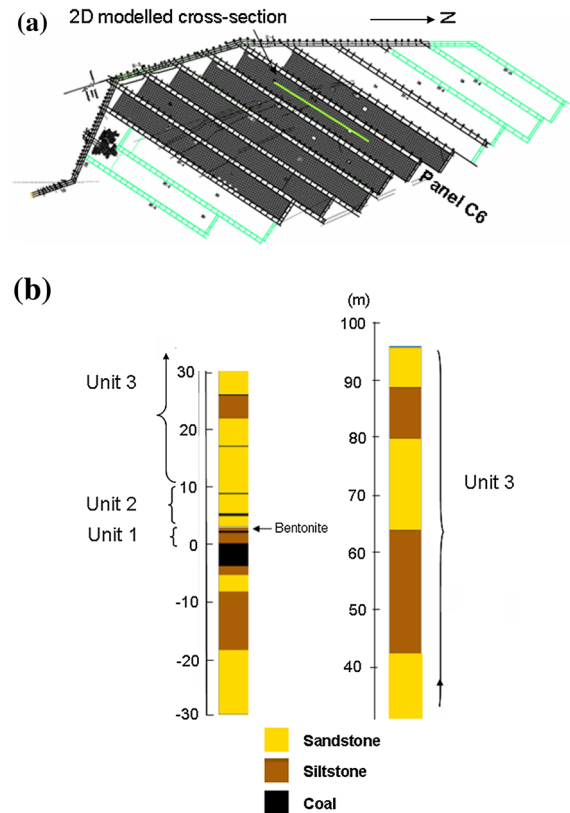 (a)
2D modelled cross-section
N
Panel C6
(b)
(m)
100
90
80
70
60
50
40
Unit 3
30
20
10
0
-10
-20
-30
Unit 3
Unit 2
Unit 1
Bentonite
Sandstone
Siltstone
Coal